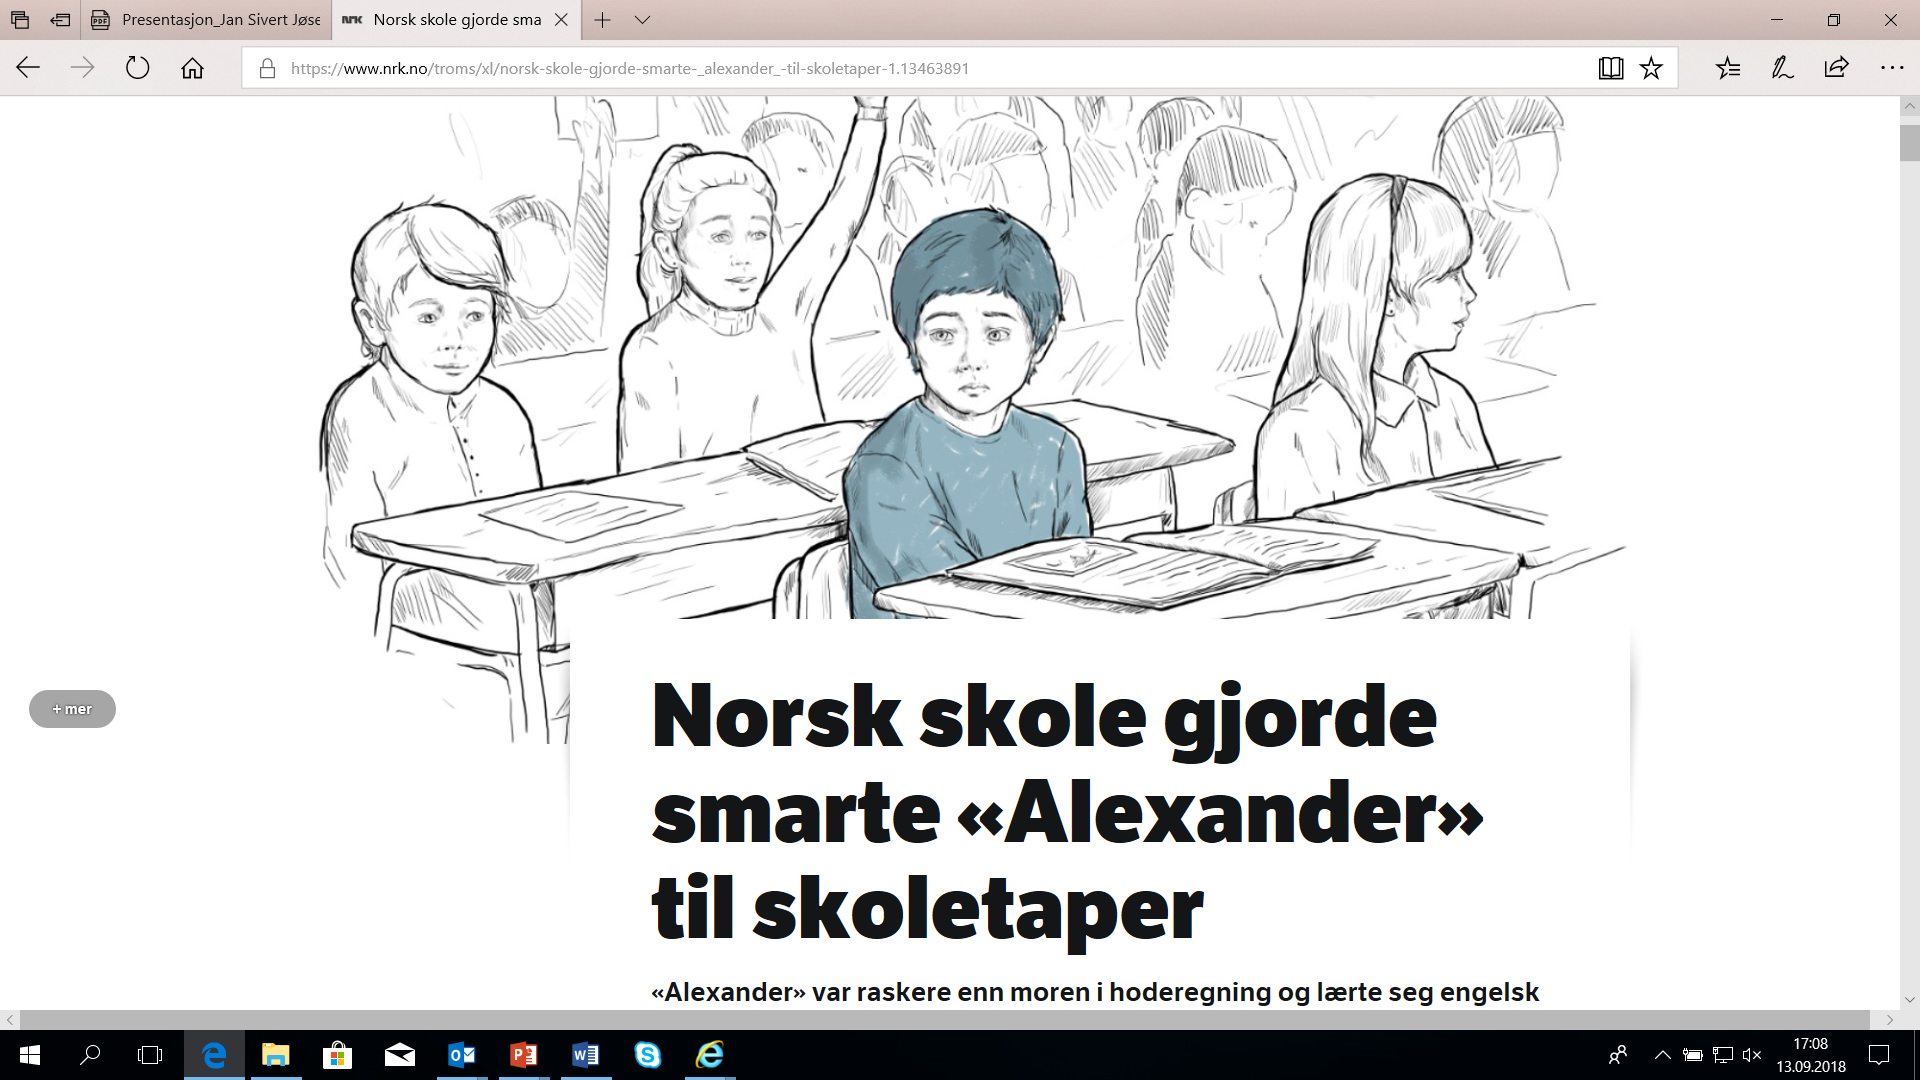 Presentasjon_Jan Sivert Jøse
nrk Norsk skole gjorde sma
https://www.nrk.no/troms/xl/norsk-skole-gjorde-smarte-_alexander_-til-skoletaper-1.13463891
+ mer
Norsk skole gjorde
smarte «Alexander»
til skoletaper
«Alexander» var raskere enn moren i hoderegning og lærte seg engelsk
17:08
13.09.2018